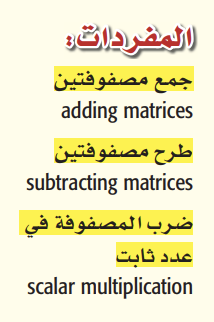 المفردات:
جمع مصفوفتين
adding matrices
طرح مصفوفتين
subtracting matrices
ضرب المصفوفة في
عدد ثابت
scalar multiplication